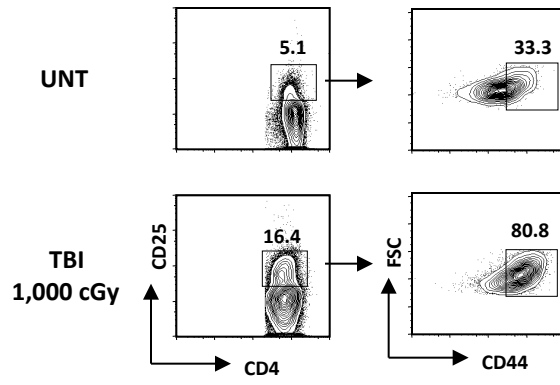 5.1
33.3
UNT
16.4
80.8
TBI
1,000 cGy
CD25
FSC
CD4
CD44